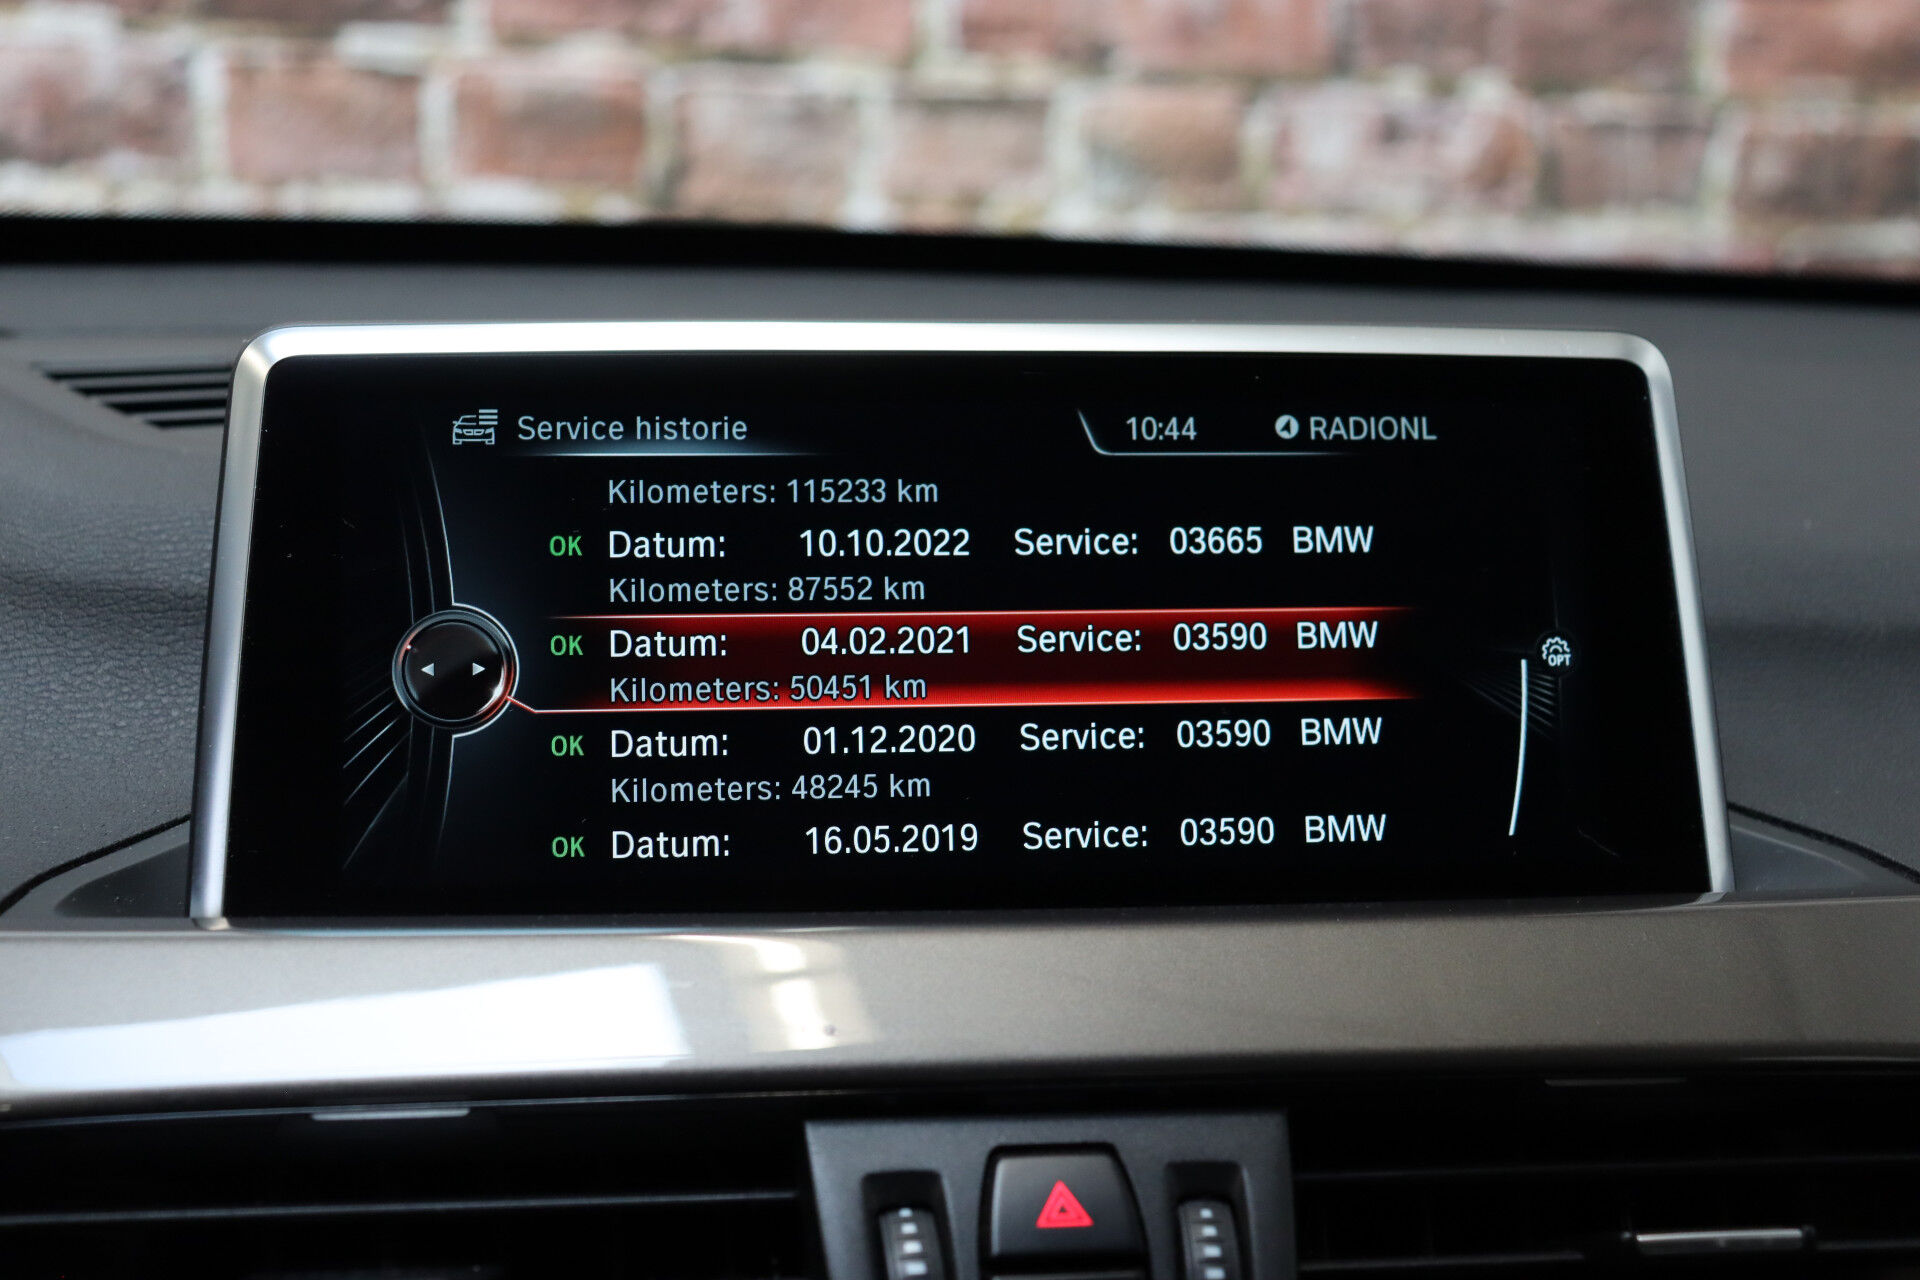 Service historie 10:44 RADIONL
Kilometers: 115233 km
OK Datum: 10.10.2022 Service: 03665 BMW
Kilometers: 87552 km
OK Datum: 04.02.2021 Service: 03590 BMW
Kilometers: 50451 km
OPT
OK Datum: 01.12.2020 Service: 03590 BMW
Kilometers: 48245 km
OK Datum: 16.05.2019 Service: 03590 BMW